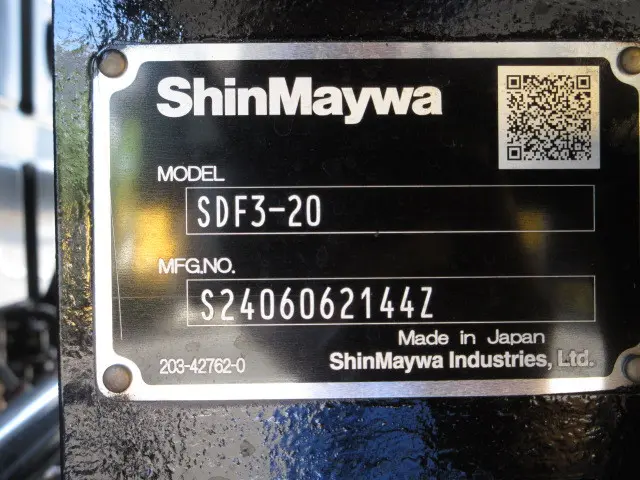 ShinMaywa
MODEL
SDF3-20
MFG.NO.
S2406062144Z
Made in Japan
203-42762-0
ShinMaywa Industries, Ltd.